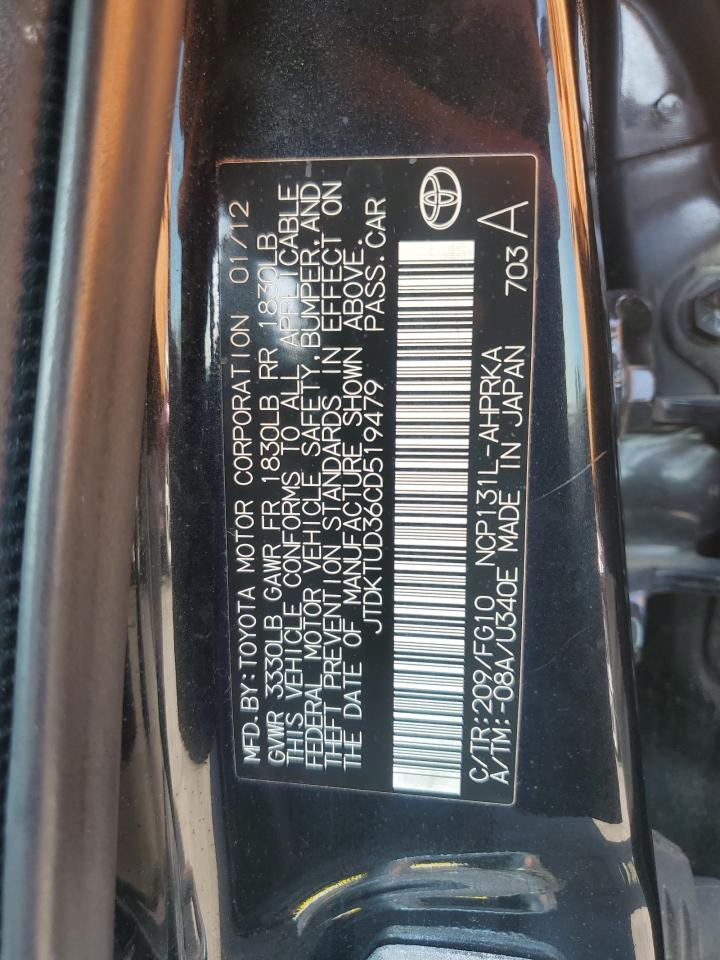 MFD.BY:TOYOTA MOTOR CORPORATION 01/12
GVWR 3330LB GAWR FR 1830LB RR 1830LB
THIS VEHICLE CONFORMS TO ALL APPLICABLE
FEDERAL MOTOR VEHICLE SAFETY,BUMPER,AND
THEFT PREVENTION STANDARDS IN EFFECT ON
THE DATE OF MANUFACTURE SHOWN ABOVE.
JTDKTUD36CD519479 PASS.CAR
C/TR:209/FG10 NCP131L-AHPRKA 703 A
A/TM:-08A/U340E MADE IN JAPAN